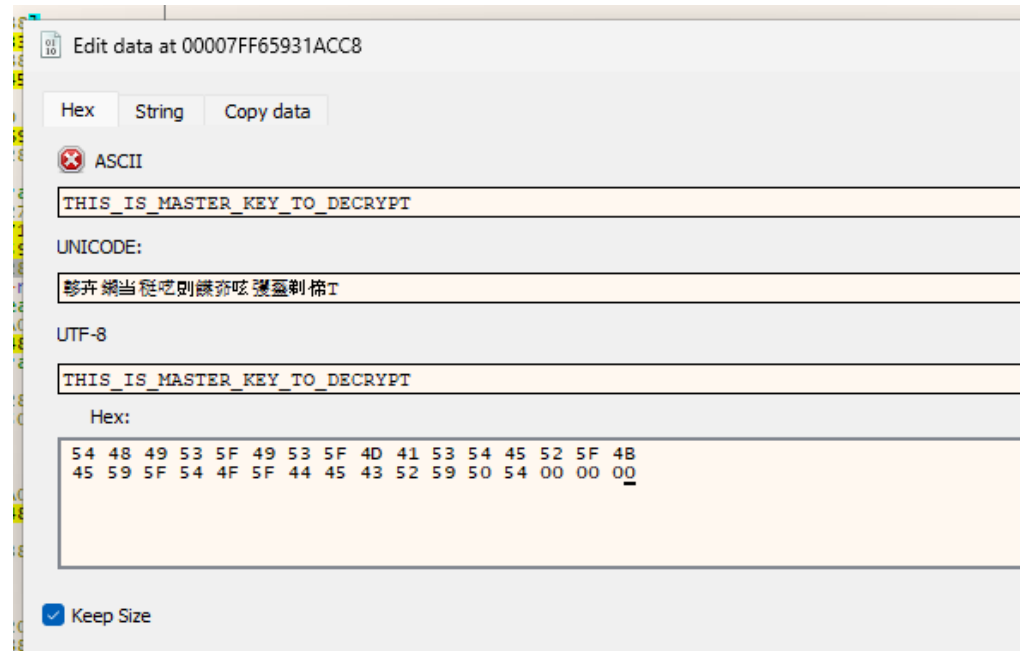 Edit data at 00007FF65931ACC8
Hex String Copy data
ASCII
THIS_IS_MASTER_KEY_TO_DECRYPT
UNICODE:
UTF-8
THIS_IS_MASTER_KEY_TO_DECRYPT
Hex:
54 48 49 53 5F 49 53 5F 4D 41 53 54 45 52 5F 4B
45 59 5F 54 4F 5F 44 45 43 52 59 50 54 00 00 00
Keep Size